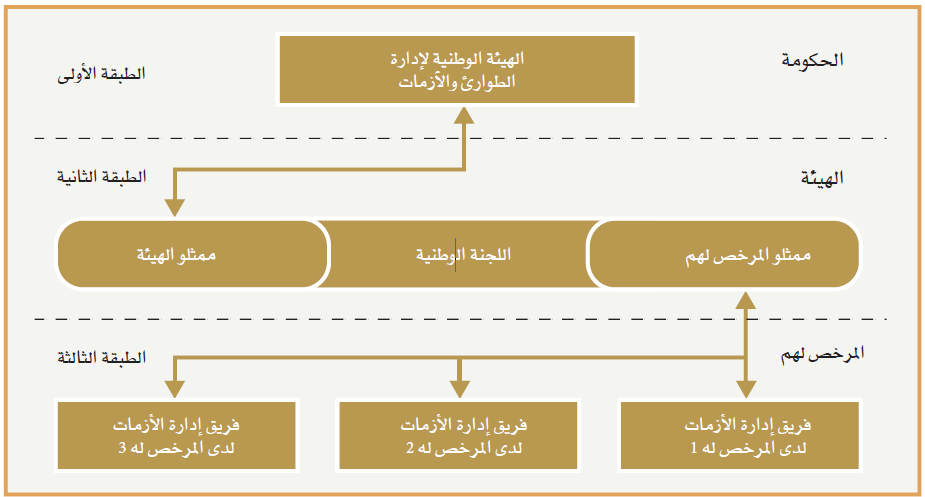 الحكومة
الهيئة الوطنية لإدارة
الطوارئ والأزمات
الطبقة الأولى
الهيئة
الطبقة الثانية
ممثلو المرخص لهم
اللجنة الوطنية
ممثلو الهيئة
المرخص لهم
الطبقة الثالثة
فريق إدارة الأزمات
لدى المرخص له 1
فريق إدارة الأزمات
لدى المرخص له 2
فريق إدارة الأزمات
لدى المرخص له 3